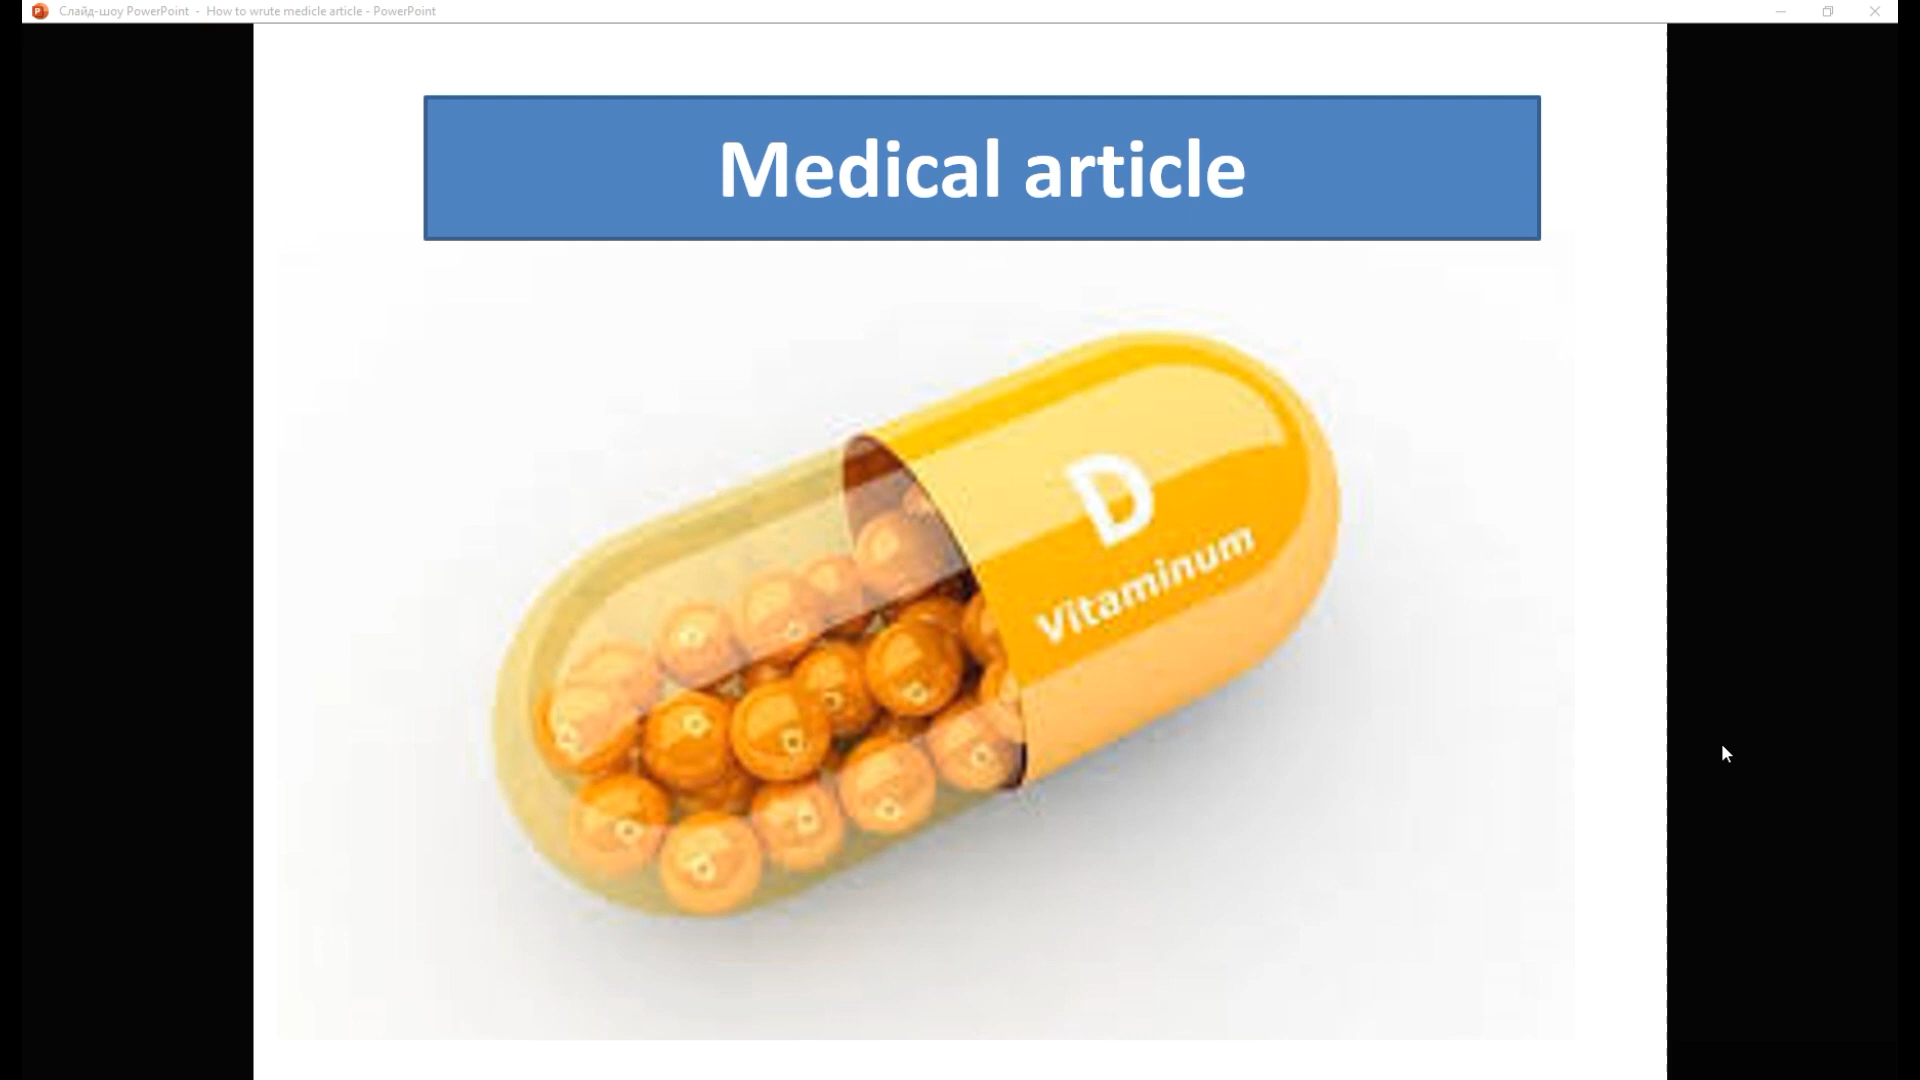 Слайд-шоу PowerPoint - How to wrute medicle article - PowerPoint
Medical article
D
Vitaminum